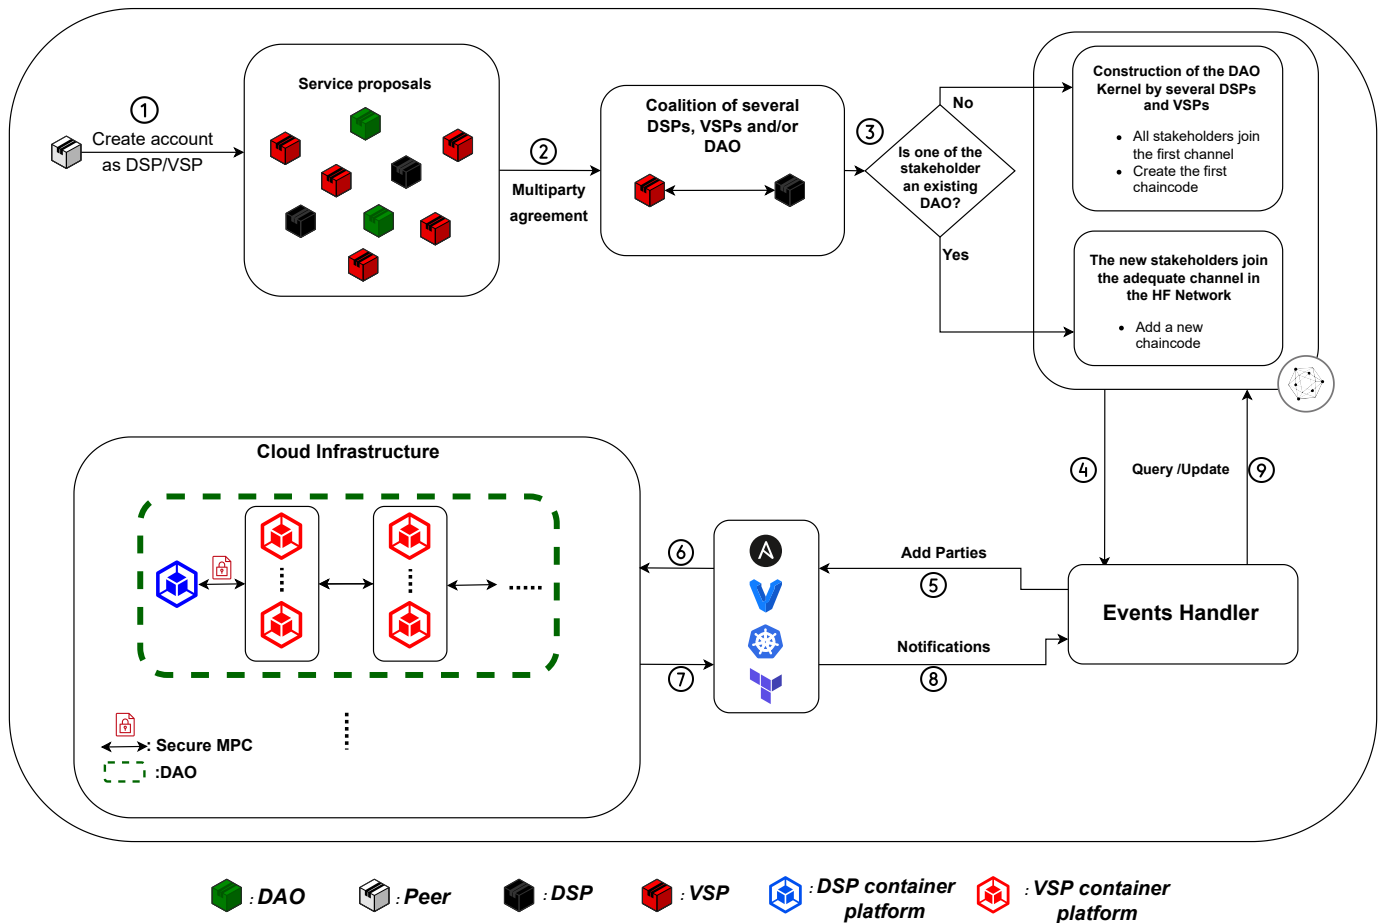 1
Create account
as DSP/VSP
Service proposals
2
Multiparty
agreement
Coalition of several
DSPs, VSPs and/or
DAO
3
Is one of the
stakeholder
an existing
DAO?
No
Yes
Construction of the DAO
Kernel by several DSPs
and VSPs
• All stakeholders join
the first channel
• Create the first
chaincode
The new stakeholders join
the adequate channel in
the HF Network
• Add a new
chaincode
4
Query /Update
9
Cloud Infrastructure
6
7
Add Parties
5
Notifications
8
Events Handler
: Secure MPC
:DAO
: DAO
: Peer
: DSP
: VSP
: DSP container
platform
: VSP container
platform